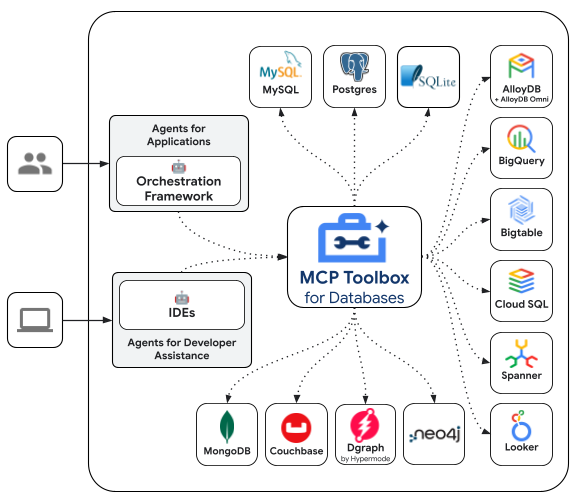 MySQL
MySQL
Postgres
SQLite
AlloyDB
+ AlloyDB Omni
BigQuery
Bigtable
Cloud SQL
Spanner
Looker
Agents for
Applications
Orchestration
Framework
MCP Toolbox
for Databases
IDEs
Agents for Developer
Assistance
MongoDB
Couchbase
Dgraph
by Hypermode
neo4j